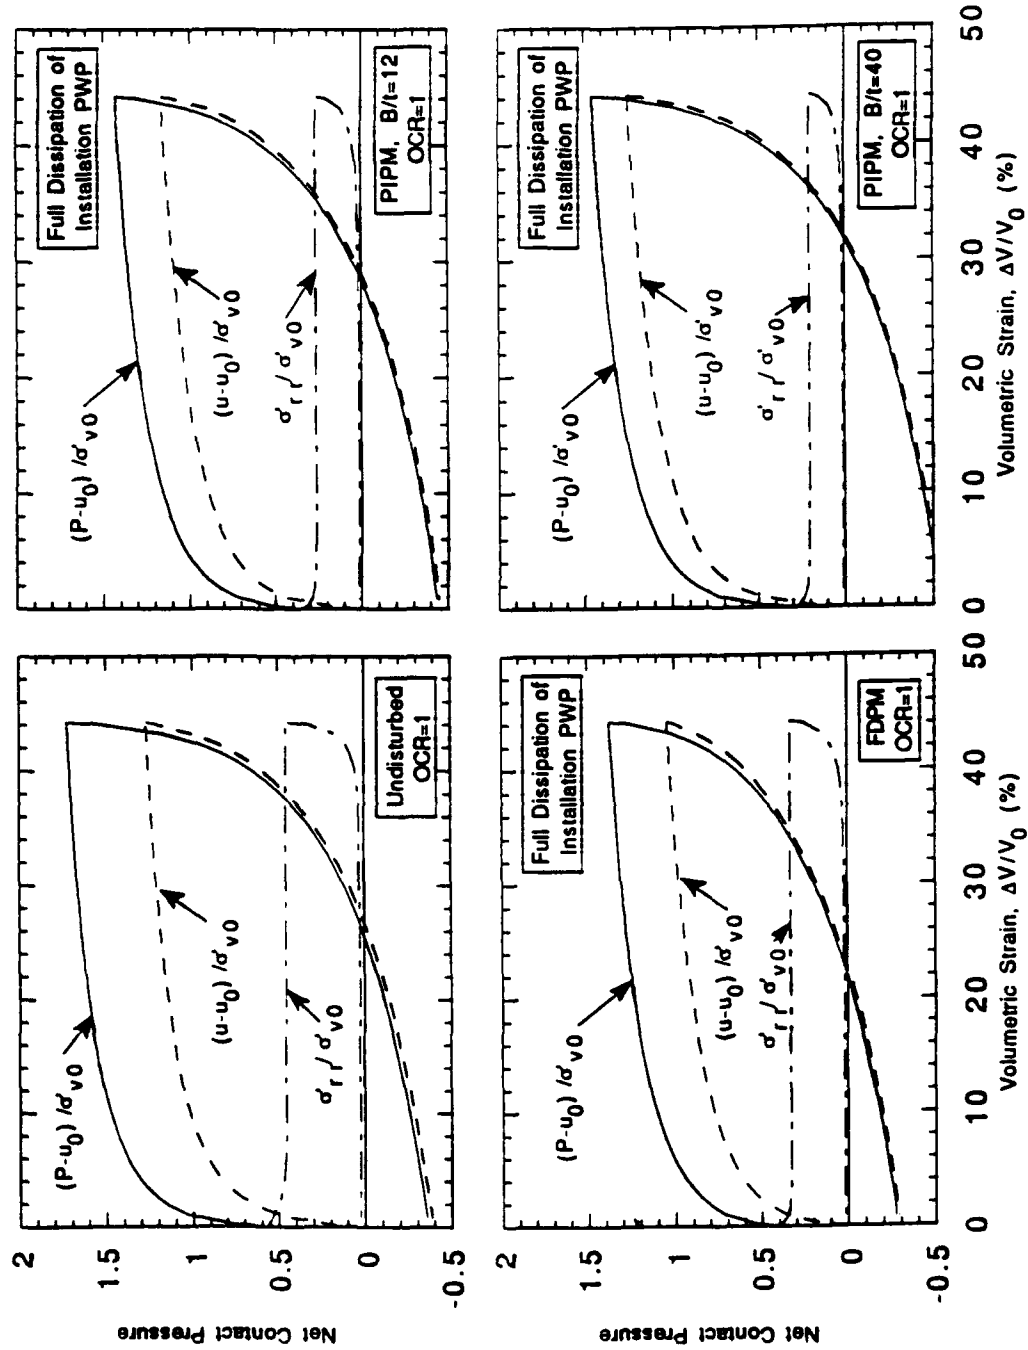 Net Contact Pressure
2
1.5
1
0.5
0
-0.5
(P-u0) /σ'v0
(u-u0) /σ'v0
σ'rr/ σ'v0
Undisturbed
OCR=1
Full Dissipation of
Installation PWP
(P-u0) /σ'v0
(u-u0) /σ'v0
σ'rr/ σ'v0
PIPM, B/t=12
OCR=1
Net Contact Pressure
2
1.5
1
0.5
0
-0.5
Full Dissipation of
Installation PWP
(P-u0) /σ'v0
(u-u0) /σ'v0
σ'rr/ σ'v0
FDPM
OCR=1
0 10 20 30 40 50
Volumetric Strain, ΔV/V0 (%)
Full Dissipation of
Installation PWP
(P-u0) /σ'v0
(u-u0) /σ'v0
σ'rr/ σ'v0
PIPM, B/t=40
OCR=1
0 10 20 30 40 50
Volumetric Strain, ΔV/V0 (%)